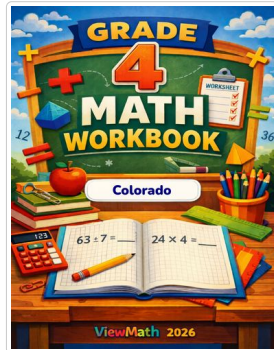 GRADE
4
WORKSHEET
MATH
WORKBOOK
12
36
Colorado
123
63 ÷ 7 = ___
24 × 4 = ___
ViewMath 2026